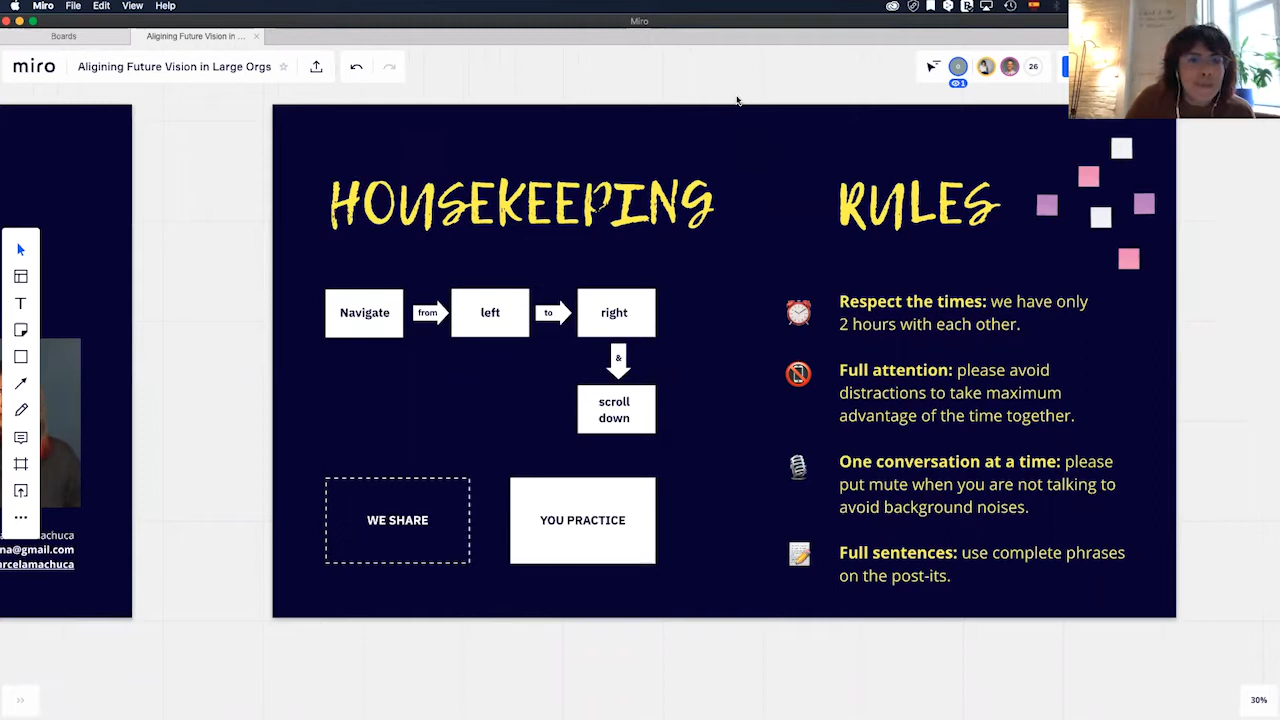 Miro File Edit View Help
Miro
Boards
Aligining Future Vision in ...
miro
Aligining Future Vision in Large Orgs
26
1
HOUSEKEEPING
RULES
Navigate
from
left
to
right
&
scroll
down
WE SHARE
YOU PRACTICE
Respect the times: we have only
2 hours with each other.
Full attention: please avoid
distractions to take maximum
advantage of the time together.
One conversation at a time: please
put mute when you are not talking to
avoid background noises.
Full sentences: use complete phrases
on the post-its.
na@gmail.com
30%